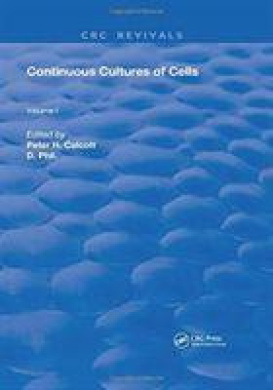 CRC REVIVALS
Continuous Cultures of Cells
Volume I
Edited by
Peter H. Calcott
D. Phil.
CRC Press